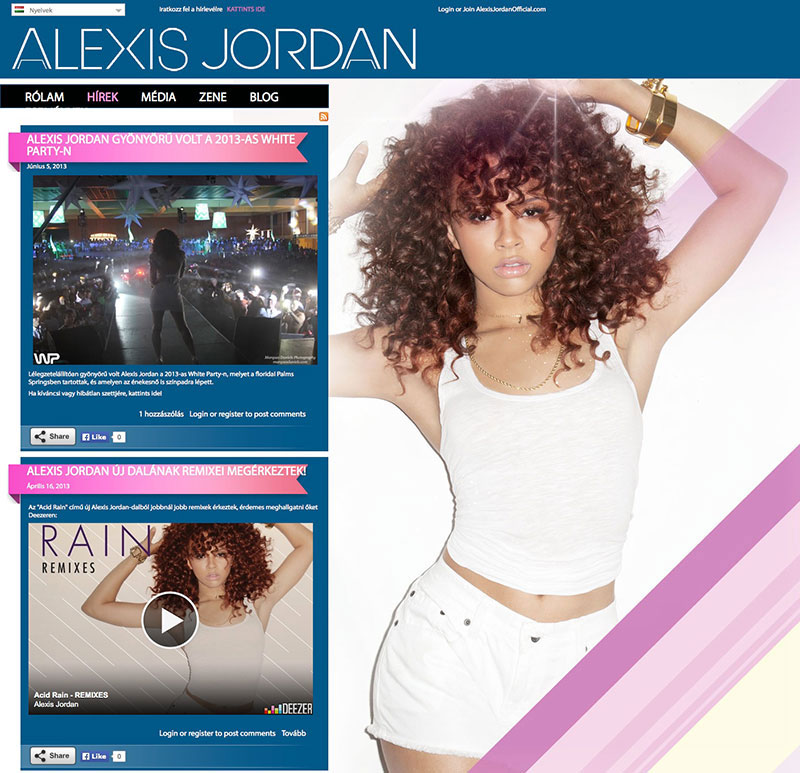 Nyelvek
Iratkozz fel a hírlevélre KATTINTS IDE
Login or Join AlexisJordanOfficial.com
ALEXIS JORDAN
RÓLAM HÍREK MÉDIA ZENE BLOG
ALEXIS JORDAN GYÖNYÖRŰ VOLT A 2013-AS WHITE
PARTY-N
Június 5, 2013
WP
Lélegzetelállítóan gyönyörű volt Alexis Jordan a 2013-as White Party-n, melyet a floridai Palms
Springsben tartottak, és amelyen az énekesnő is színpadra lépett.
Ha kíváncsi vagy hibátlan szettjére, kattints ide!
1 hozzászólás Login or register to post comments
Share Like 0
ALEXIS JORDAN ÚJ DALÁNAK REMIXEI MEGÉRKEZTEK!
Április 16, 2013
Az "Acid Rain" című új Alexis Jordan-dalból jobbnál jobb remixek érkeztek, érdemes meghallgatni őket
Deezeren:
RAIN
REMIXES
Acid Rain - REMIXES
Alexis Jordan
DEEZER
Login or register to post comments Tovább
Share Like 0